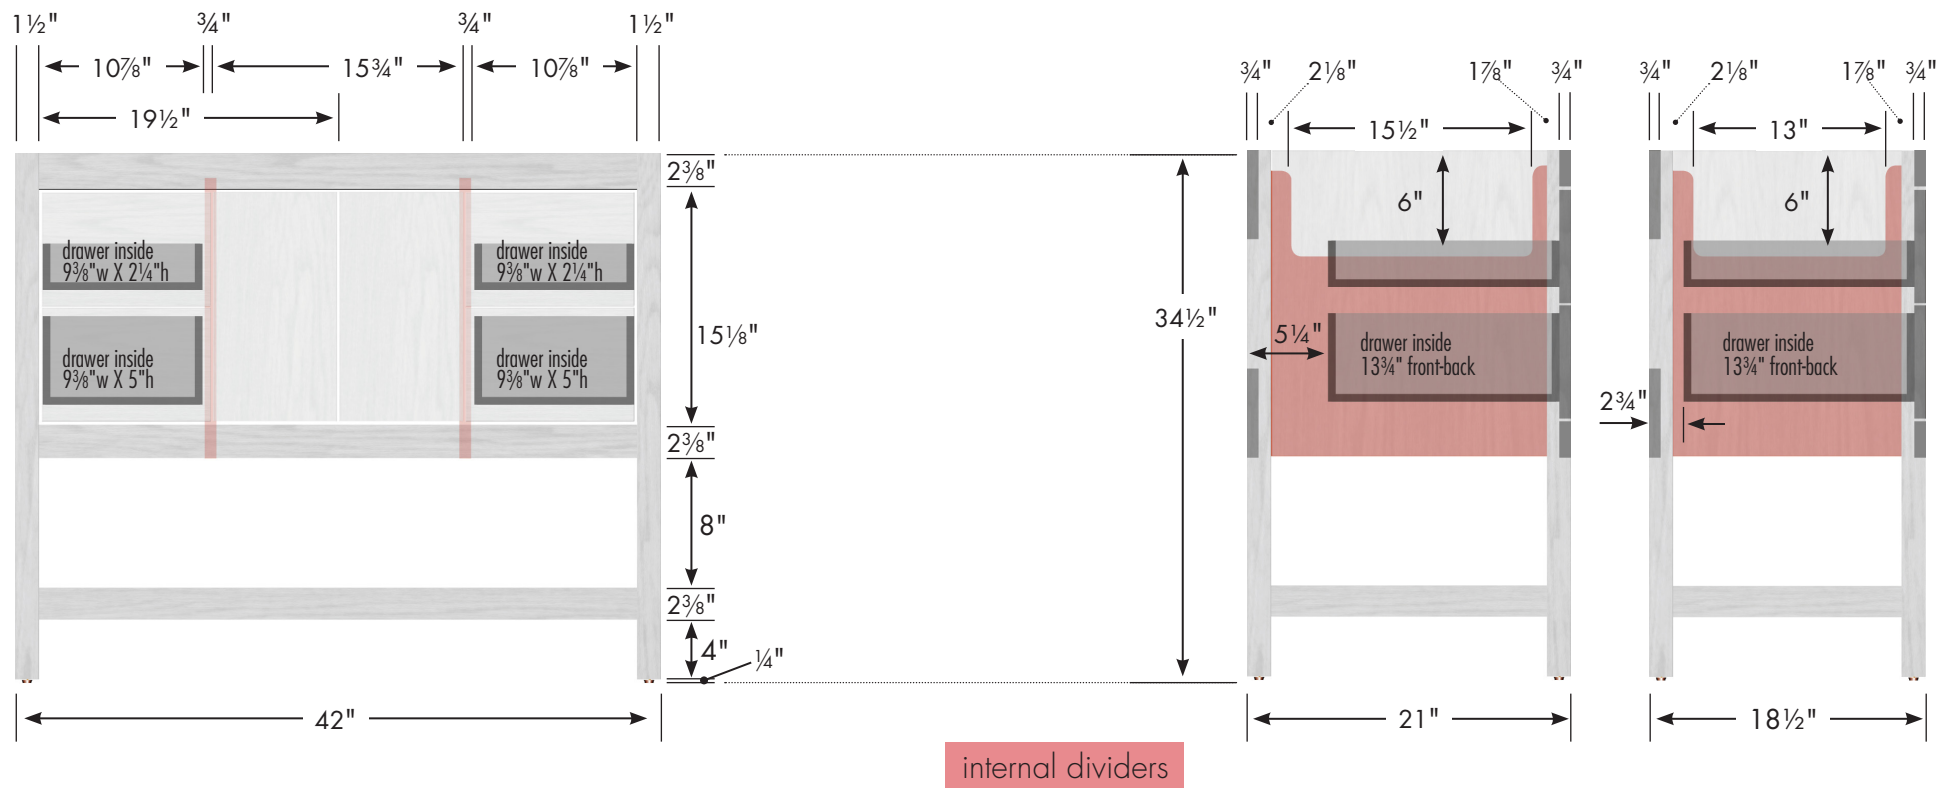 1½" ¾" ¾" 1½"
10⅞" 15¾" 10⅞"
19½"
2⅜"
drawer inside
9⅜"w X 2¼"h
drawer inside
9⅜"w X 2¼"h
15⅛"
drawer inside
9⅜"w X 5"h
drawer inside
9⅜"w X 5"h
2⅜"
8"
2⅜"
4"
¼"
42"
34½"
¾" 2⅛" 1⅞" ¾"
15½"
6"
5¼"
drawer inside
13¾" front-back
21"
¾" 2⅛" 1⅞" ¾"
13"
6"
drawer inside
13¾" front-back
2¾"
18½"
internal dividers